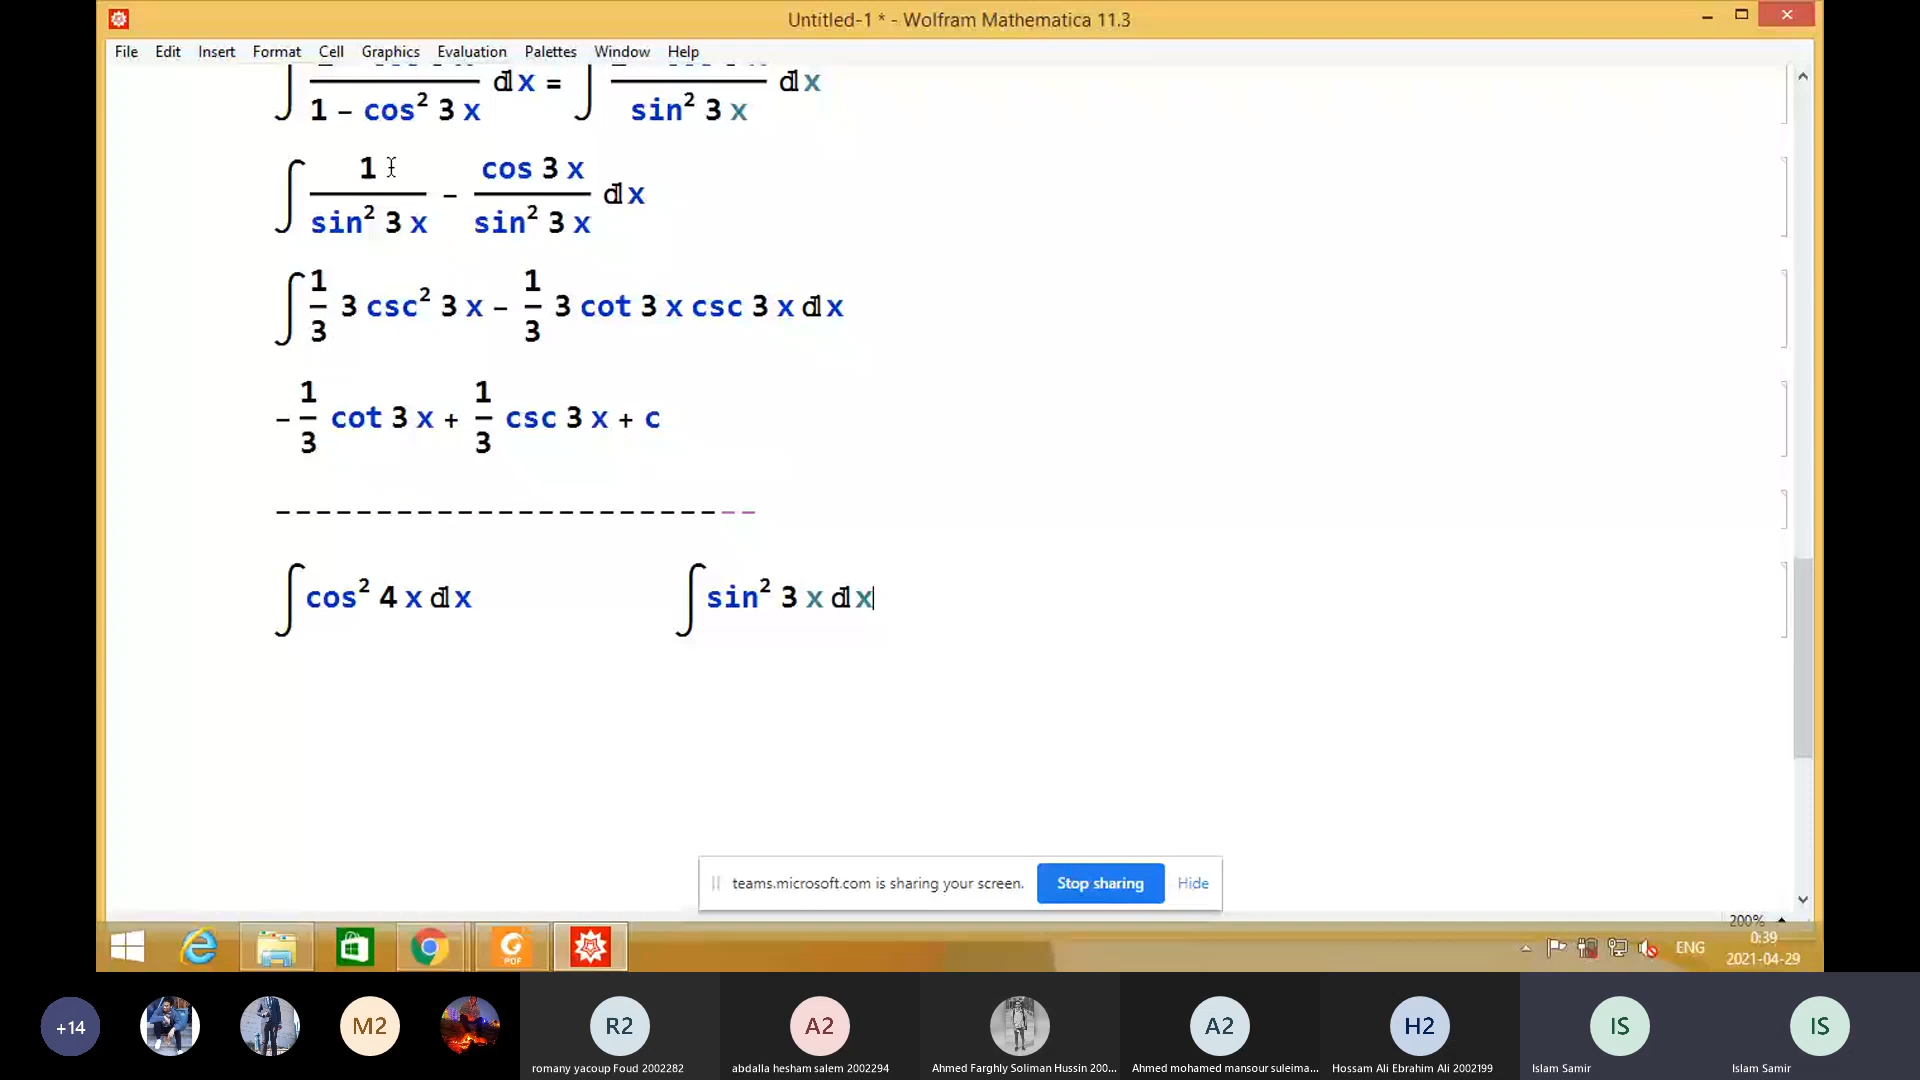 Untitled-1 * - Wolfram Mathematica 11.3
File Edit Insert Format Cell Graphics Evaluation Palettes Window Help
∫ 1 - cos² 3 x ⅆx = ∫ sin² 3 x ⅆx
∫ 1/sin² 3 x - cos 3 x/sin² 3 x ⅆx
∫ 1/3 3 csc² 3 x - 1/3 3 cot 3 x csc 3 x ⅆx
- 1/3 cot 3 x + 1/3 csc 3 x + c
------------------------
∫ cos² 4 x ⅆx ∫ sin² 3 x ⅆx
teams.microsoft.com is sharing your screen. Stop sharing Hide
200%
PDF
ENG
0:39
2021-04-29
+14
M2
R2
A2
A2
H2
IS
IS
romany yacoup Foud 2002282
abdalla hesham salem 2002294
Ahmed Farghly Soliman Hussin 200...
Ahmed mohamed mansour suleima...
Hossam Ali Ebrahim Ali 2002199
Islam Samir
Islam Samir